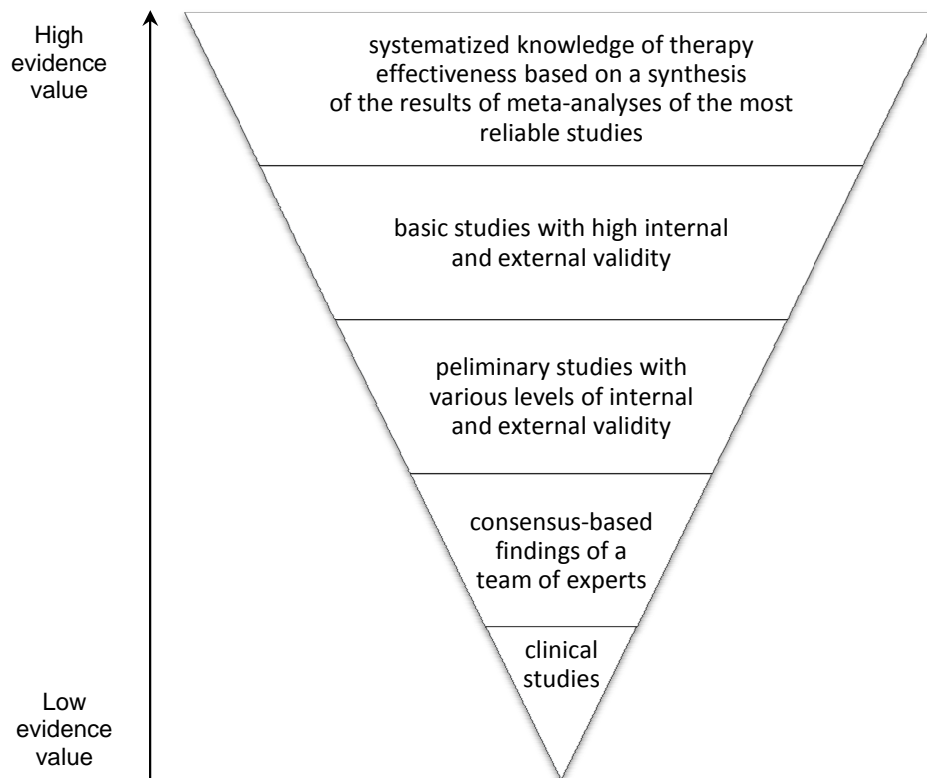 High
evidence
value
systematized knowledge of therapy
effectiveness based on a synthesis
of the results of meta-analyses of the most
reliable studies
basic studies with high internal
and external validity
peliminary studies with
various levels of internal
and external validity
consensus-based
findings of a
team of experts
clinical
studies
Low
evidence
value